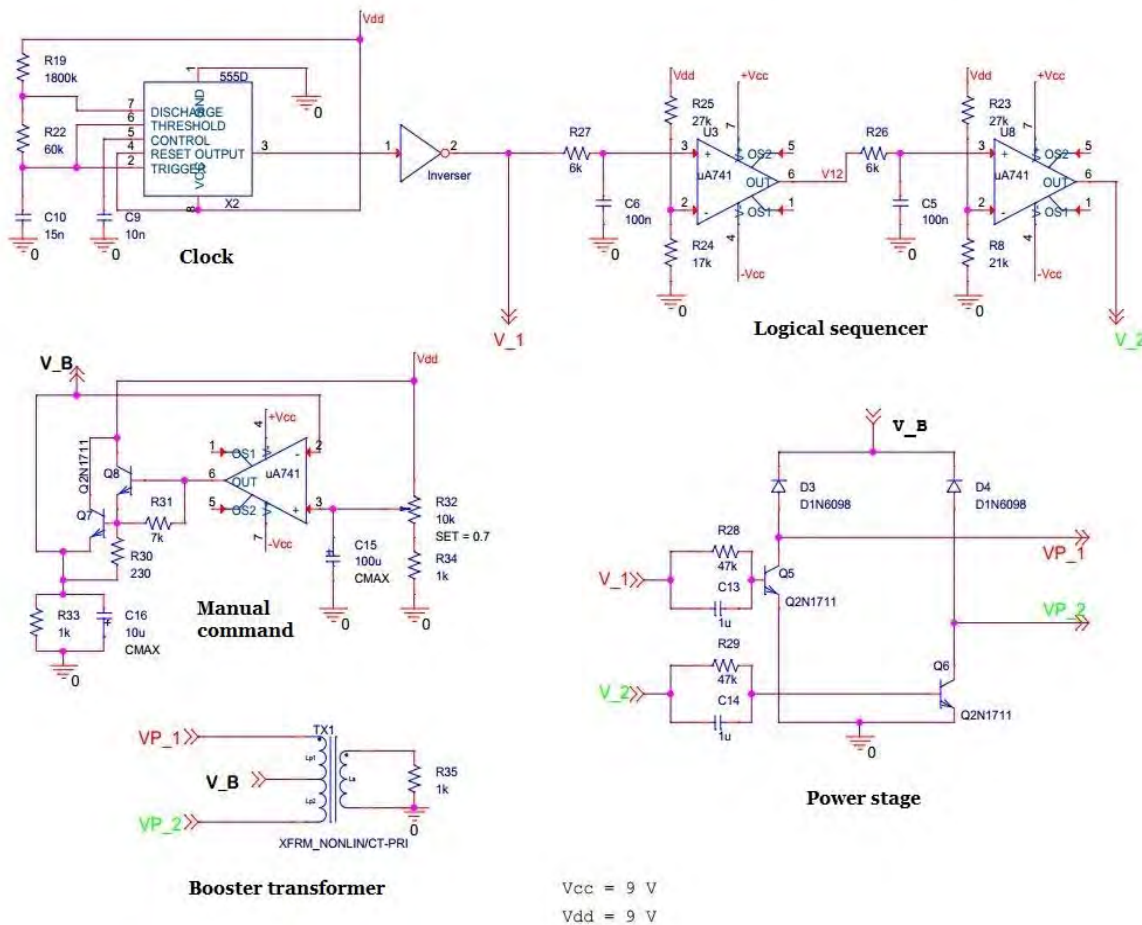 Vdd
R19
1800k
R22
60k
C10
15n
C9
10n
0
0
0
555D
1
GND
7 DISCHARGE
6 THRESHOLD
5 CONTROL
4 RESET OUTPUT 3
2 TRIGGER
VCC
8
X2
Clock
1
2
Inverser
V_1
R27
6k
C6
100n
0
Vdd
R25
27k
U3
+Vcc
7
3
+
V
OS2
5
uA741
OUT
6
2
-
V
OS1
1
4
-Vcc
R24
17k
0
V12
R26
6k
C5
100n
0
Vdd
R23
27k
U8
+Vcc
7
3
+
V
OS2
5
uA741
OUT
6
2
-
V
OS1
1
4
-Vcc
R8
21k
0
V_2
Logical sequencer
V_B
Vdd
Q2N1711
Q8
Q7
R31
7k
R30
230
R33
1k
C16
10u
CMAX
0
+Vcc
4
1
OS1
V
-
2
uA741
6
OUT
5
OS2
V
+
3
7
-Vcc
C15
100u
CMAX
0
R32
10k
SET = 0.7
R34
1k
0
Manual
command
V_B
D3
D1N6098
D4
D1N6098
VP_1
R28
47k
V_1
C13
1u
Q5
Q2N1711
VP_2
R29
47k
V_2
C14
1u
Q6
Q2N1711
0
Power stage
VP_1
V_B
VP_2
TX1
Lp1
Lp2
Ls
R35
1k
0
XFRM_NONLIN/CT-PRI
Booster transformer
Vcc = 9 V
Vdd = 9 V